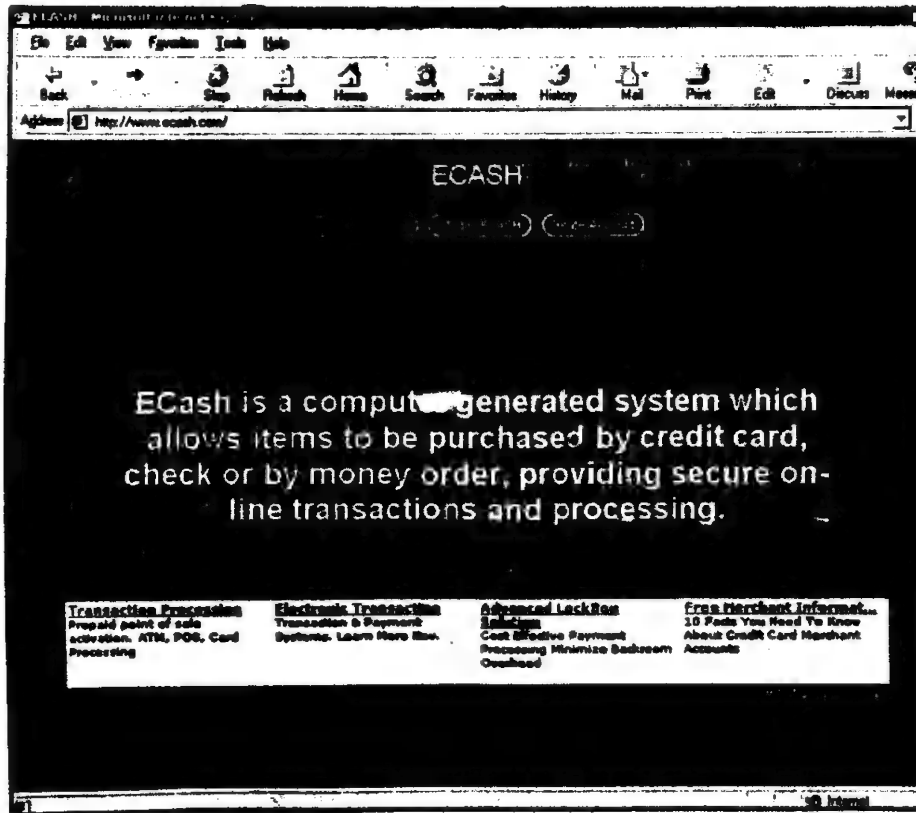 ECASH - Microsoft Internet
File Edit View Favorites Tools Help
Back Stop Refresh Home Search Favorites History Mail Print Edit Discuss
Address http://www.ecash.com/
ECASH
ECash is a computer generated system which
allows items to be purchased by credit card,
check or by money order, providing secure on-
line transactions and processing.
Transaction Processing
Prepaid point of sale
activation. ATM, POS, Card
Processing
Electronic Transaction
Transaction & Payment
Systems. Learn More Now.
Advanced LockBox
Solution
Cost Effective Payment
Processing Minimize Backroom
Overhead
Free Merchant Informat...
10 Facts You Need To Know
About Credit Card Merchant
Accounts
Internet